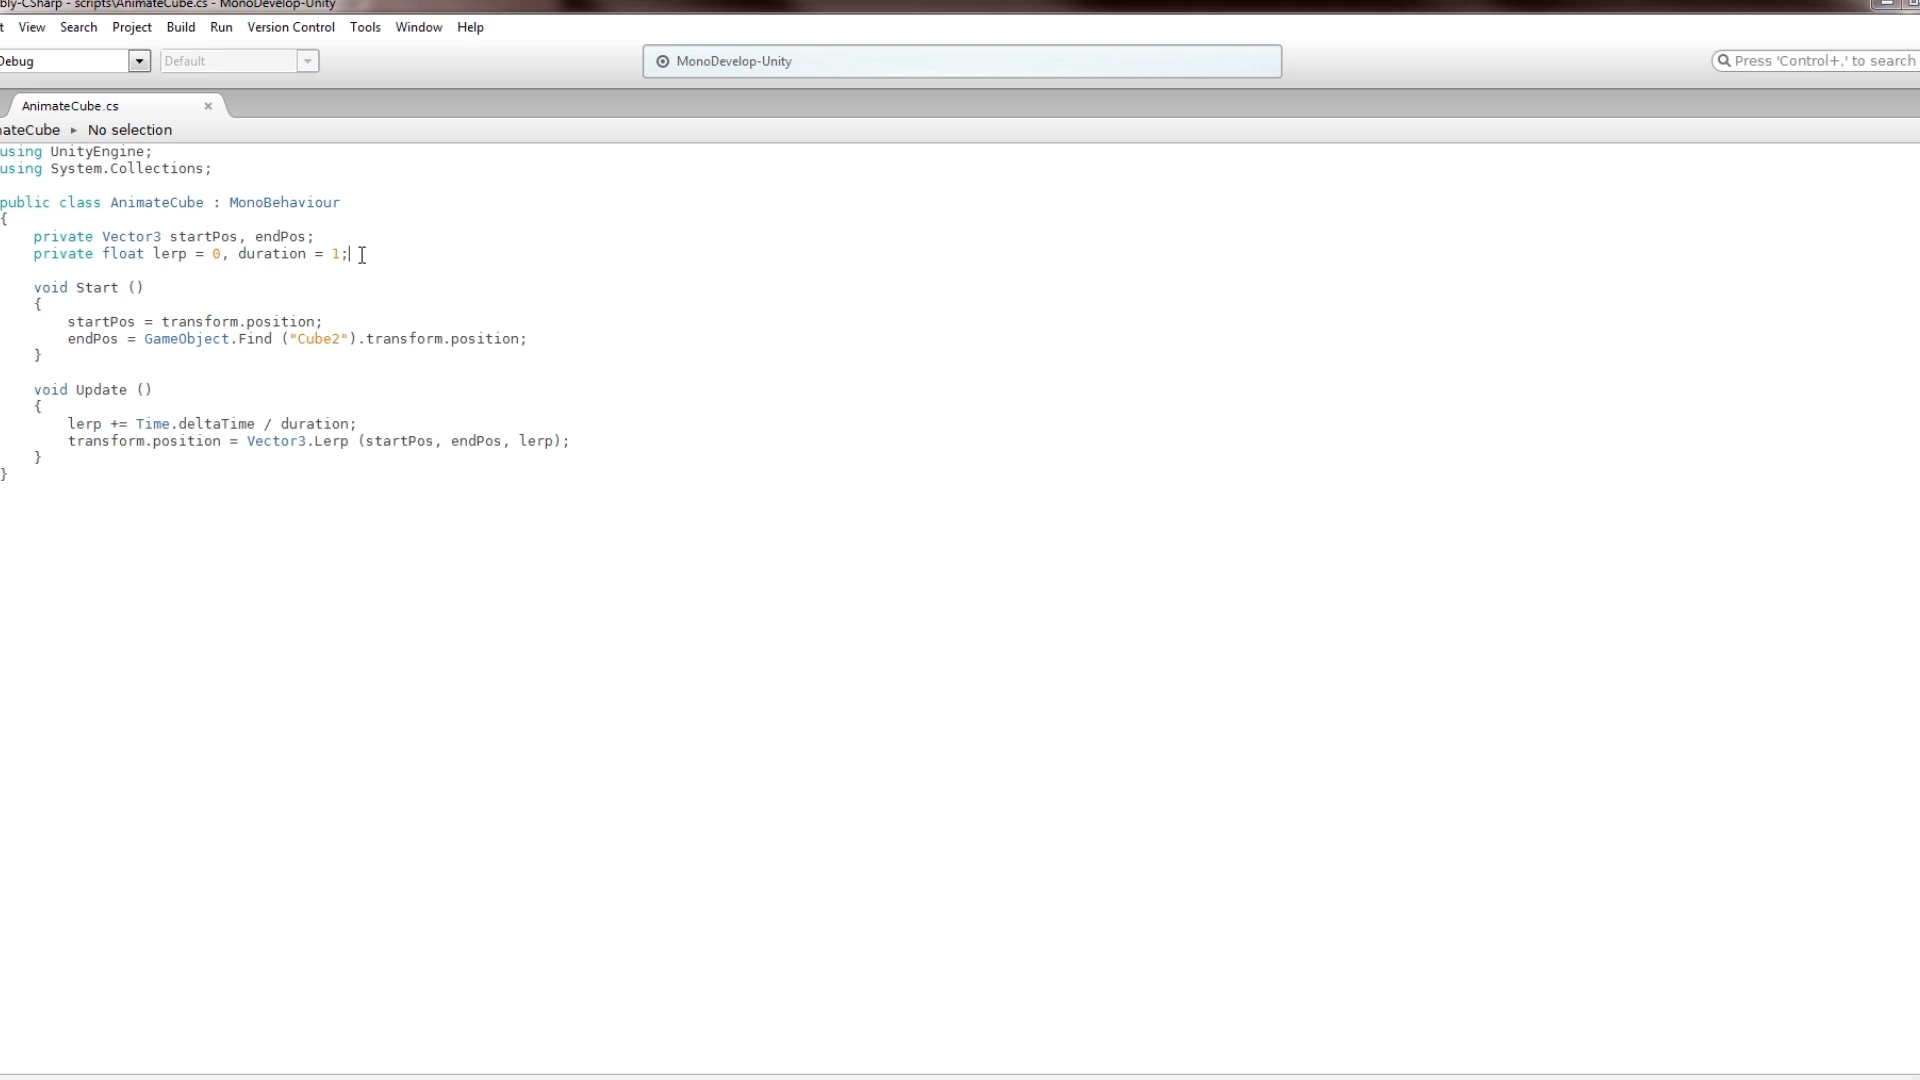 bly-CSharp - scripts\AnimateCube.cs - MonoDevelop-Unity
t View Search Project Build Run Version Control Tools Window Help
Debug Default MonoDevelop-Unity Press 'Control+,' to search
AnimateCube.cs ×
nateCube ▸ No selection
using UnityEngine;
using System.Collections;
public class AnimateCube : MonoBehaviour
{
private Vector3 startPos, endPos;
private float lerp = 0, duration = 1;
void Start ()
{
startPos = transform.position;
endPos = GameObject.Find ("Cube2").transform.position;
}
void Update ()
{
lerp += Time.deltaTime / duration;
transform.position = Vector3.Lerp (startPos, endPos, lerp);
}
}